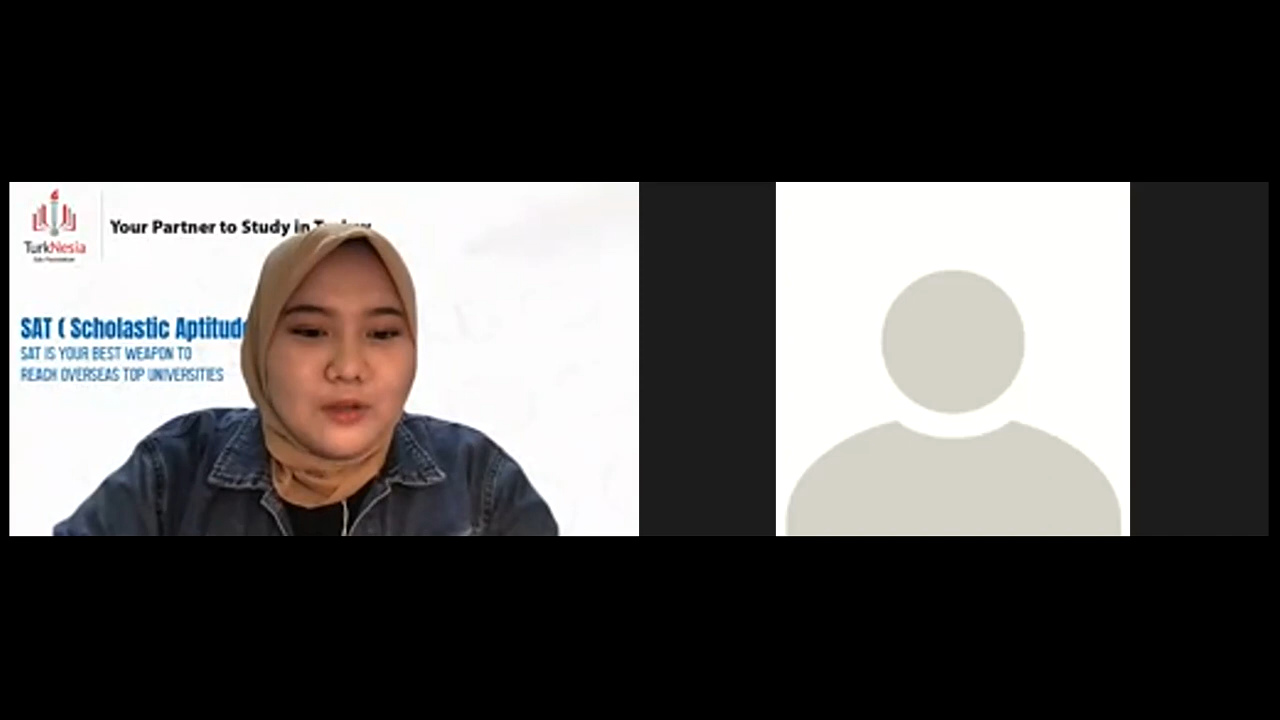 TurkNesia
Your Partner to Study in
SAT ( Scholastic Aptitude
SAT IS YOUR BEST WEAPON TO
REACH OVERSEAS TOP UNIVERSITIES